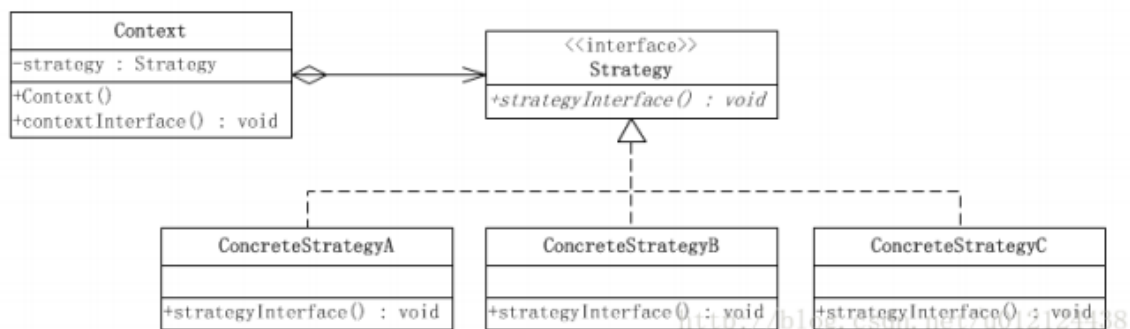 Context
-strategy : Strategy
+Context()
+contextInterface() : void
<<interface>>
Strategy
+strategyInterface() : void
ConcreteStrategyA
+strategyInterface() : void
ConcreteStrategyB
+strategyInterface() : void
ConcreteStrategyC
+strategyInterface() : void